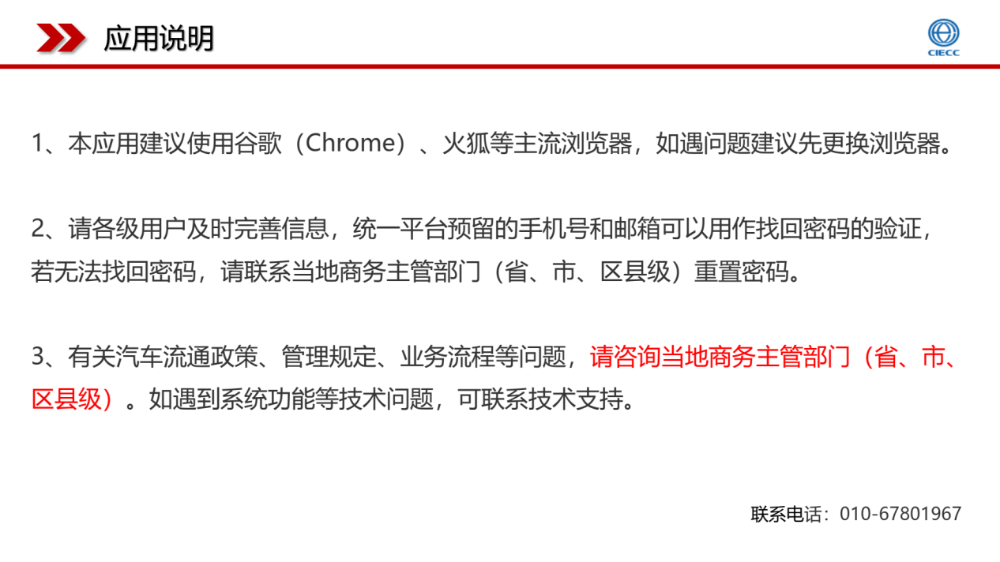 应用说明
CIECC
1、本应用建议使用谷歌（Chrome）、火狐等主流浏览器，如遇问题建议先更换浏览器。
2、请各级用户及时完善信息，统一平台预留的手机号和邮箱可以用作找回密码的验证，
若无法找回密码，请联系当地商务主管部门（省、市、区县级）重置密码。
3、有关汽车流通政策、管理规定、业务流程等问题，请咨询当地商务主管部门（省、市、
区县级）。如遇到系统功能等技术问题，可联系技术支持。
联系电话：010-67801967